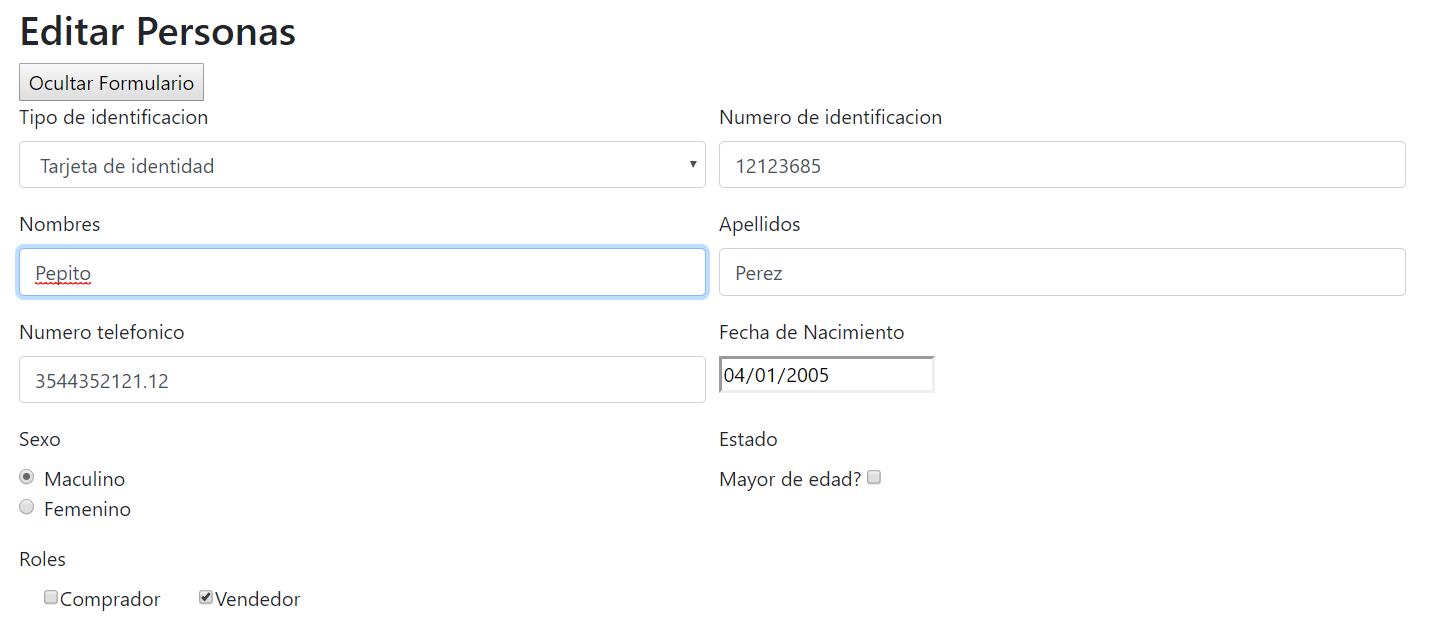 Editar Personas
Ocultar Formulario
Tipo de identificacion
Numero de identificacion
Tarjeta de identidad
12123685
Nombres
Apellidos
Pepito
Perez
Numero telefonico
Fecha de Nacimiento
3544352121.12
04/01/2005
Sexo
Estado
Maculino
Mayor de edad?
Femenino
Roles
Comprador
Vendedor